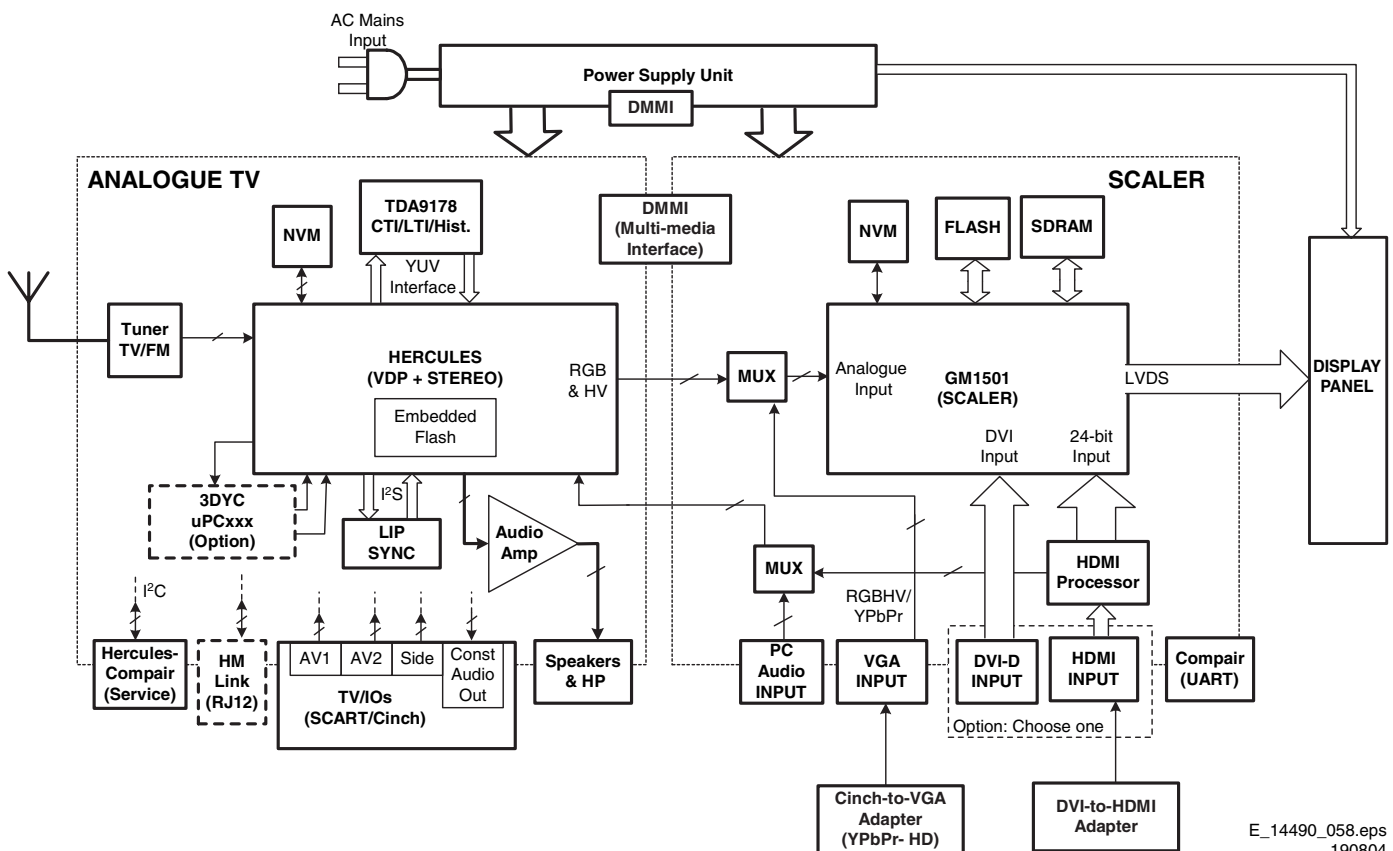 AC Mains
Input
Power Supply Unit
DMMI
ANALOGUE TV
SCALER
TDA9178
CTI/LTI/Hist.
NVM
YUV
Interface
DMMI
(Multi-media
Interface)
NVM
FLASH
SDRAM
Tuner
TV/FM
HERCULES
(VDP + STEREO)
Embedded
Flash
RGB
& HV
MUX
Analogue
Input
GM1501
(SCALER)
DVI
Input
24-bit
Input
LVDS
DISPLAY
PANEL
3DYC
uPCxxx
(Option)
I²S
LIP
SYNC
Audio
Amp
MUX
RGBHV/
YPbPr
HDMI
Processor
I²C
Hercules-
Compair
(Service)
HM
Link
(RJ12)
AV1
AV2
Side
Const
Audio
Out
TV/IOs
(SCART/Cinch)
Speakers
& HP
PC
Audio
INPUT
VGA
INPUT
DVI-D
INPUT
HDMI
INPUT
Option: Choose one
Compair
(UART)
Cinch-to-VGA
Adapter
(YPbPr- HD)
DVI-to-HDMI
Adapter
E_14490_058.eps
190804